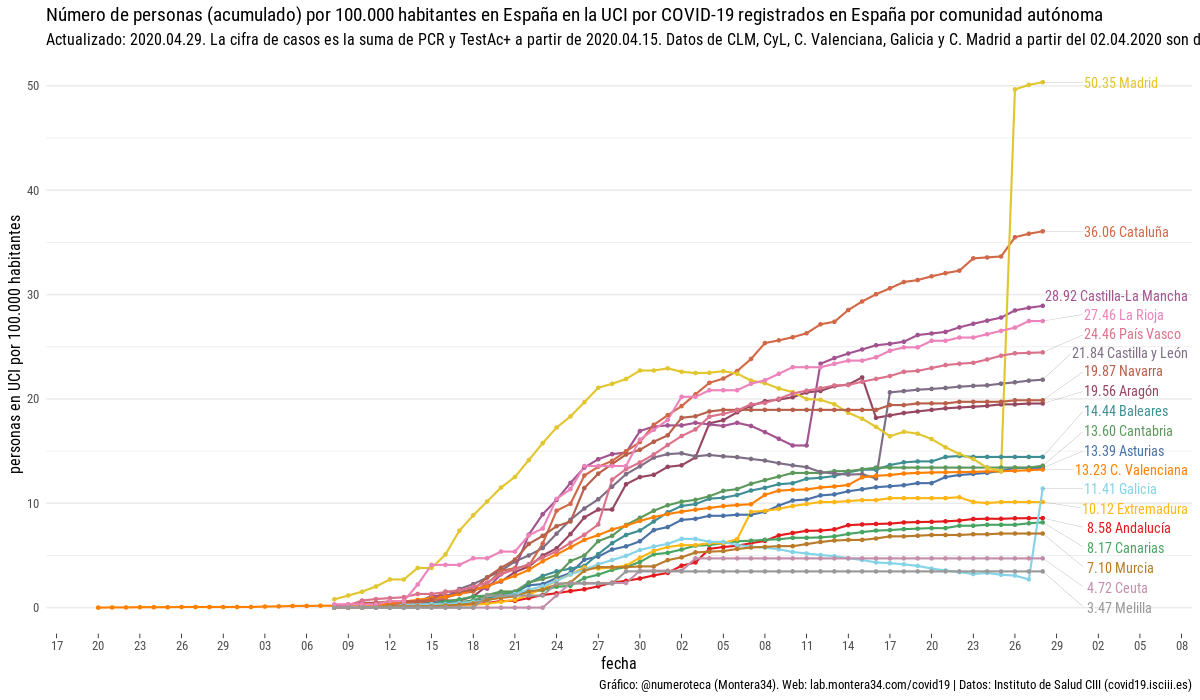 Número de personas (acumulado) por 100.000 habitantes en España en la UCI por COVID-19 registrados en España por comunidad autónoma
Actualizado: 2020.04.29. La cifra de casos es la suma de PCR y TestAc+ a partir de 2020.04.15. Datos de CLM, CyL, C. Valenciana, Galicia y C. Madrid a partir del 02.04.2020 son d
personas en UCI por 100.000 habitantes
50
40
30
20
10
0
50.35 Madrid
36.06 Cataluña
28.92 Castilla-La Mancha
27.46 La Rioja
24.46 País Vasco
21.84 Castilla y León
19.87 Navarra
19.56 Aragón
14.44 Baleares
13.60 Cantabria
13.39 Asturias
13.23 C. Valenciana
11.41 Galicia
10.12 Extremadura
8.58 Andalucía
8.17 Canarias
7.10 Murcia
4.72 Ceuta
3.47 Melilla
17 20 23 26 29 03 06 09 12 15 18 21 24 27 30 02 05 08 11 14 17 20 23 26 29 02 05 08
fecha
Gráfico: @numeroteca (Montera34). Web: lab.montera34.com/covid19 | Datos: Instituto de Salud CIII (covid19.isciii.es)